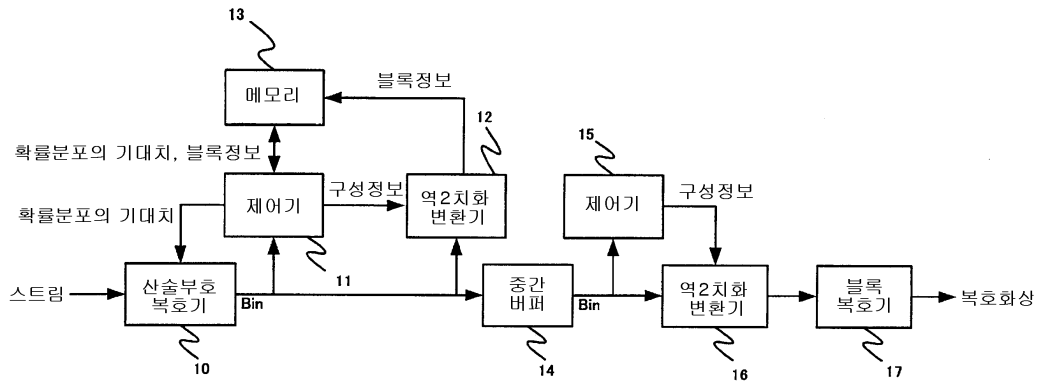 13
메모리
블록정보
12
확률분포의 기대치, 블록정보
15
제어기
구성정보
역2치화
변환기
제어기
구성정보
확률분포의 기대치
11
스트림
산술부호
복호기
Bin
중간
버퍼
Bin
역2치화
변환기
블록
복호기
복호화상
10
14
16
17